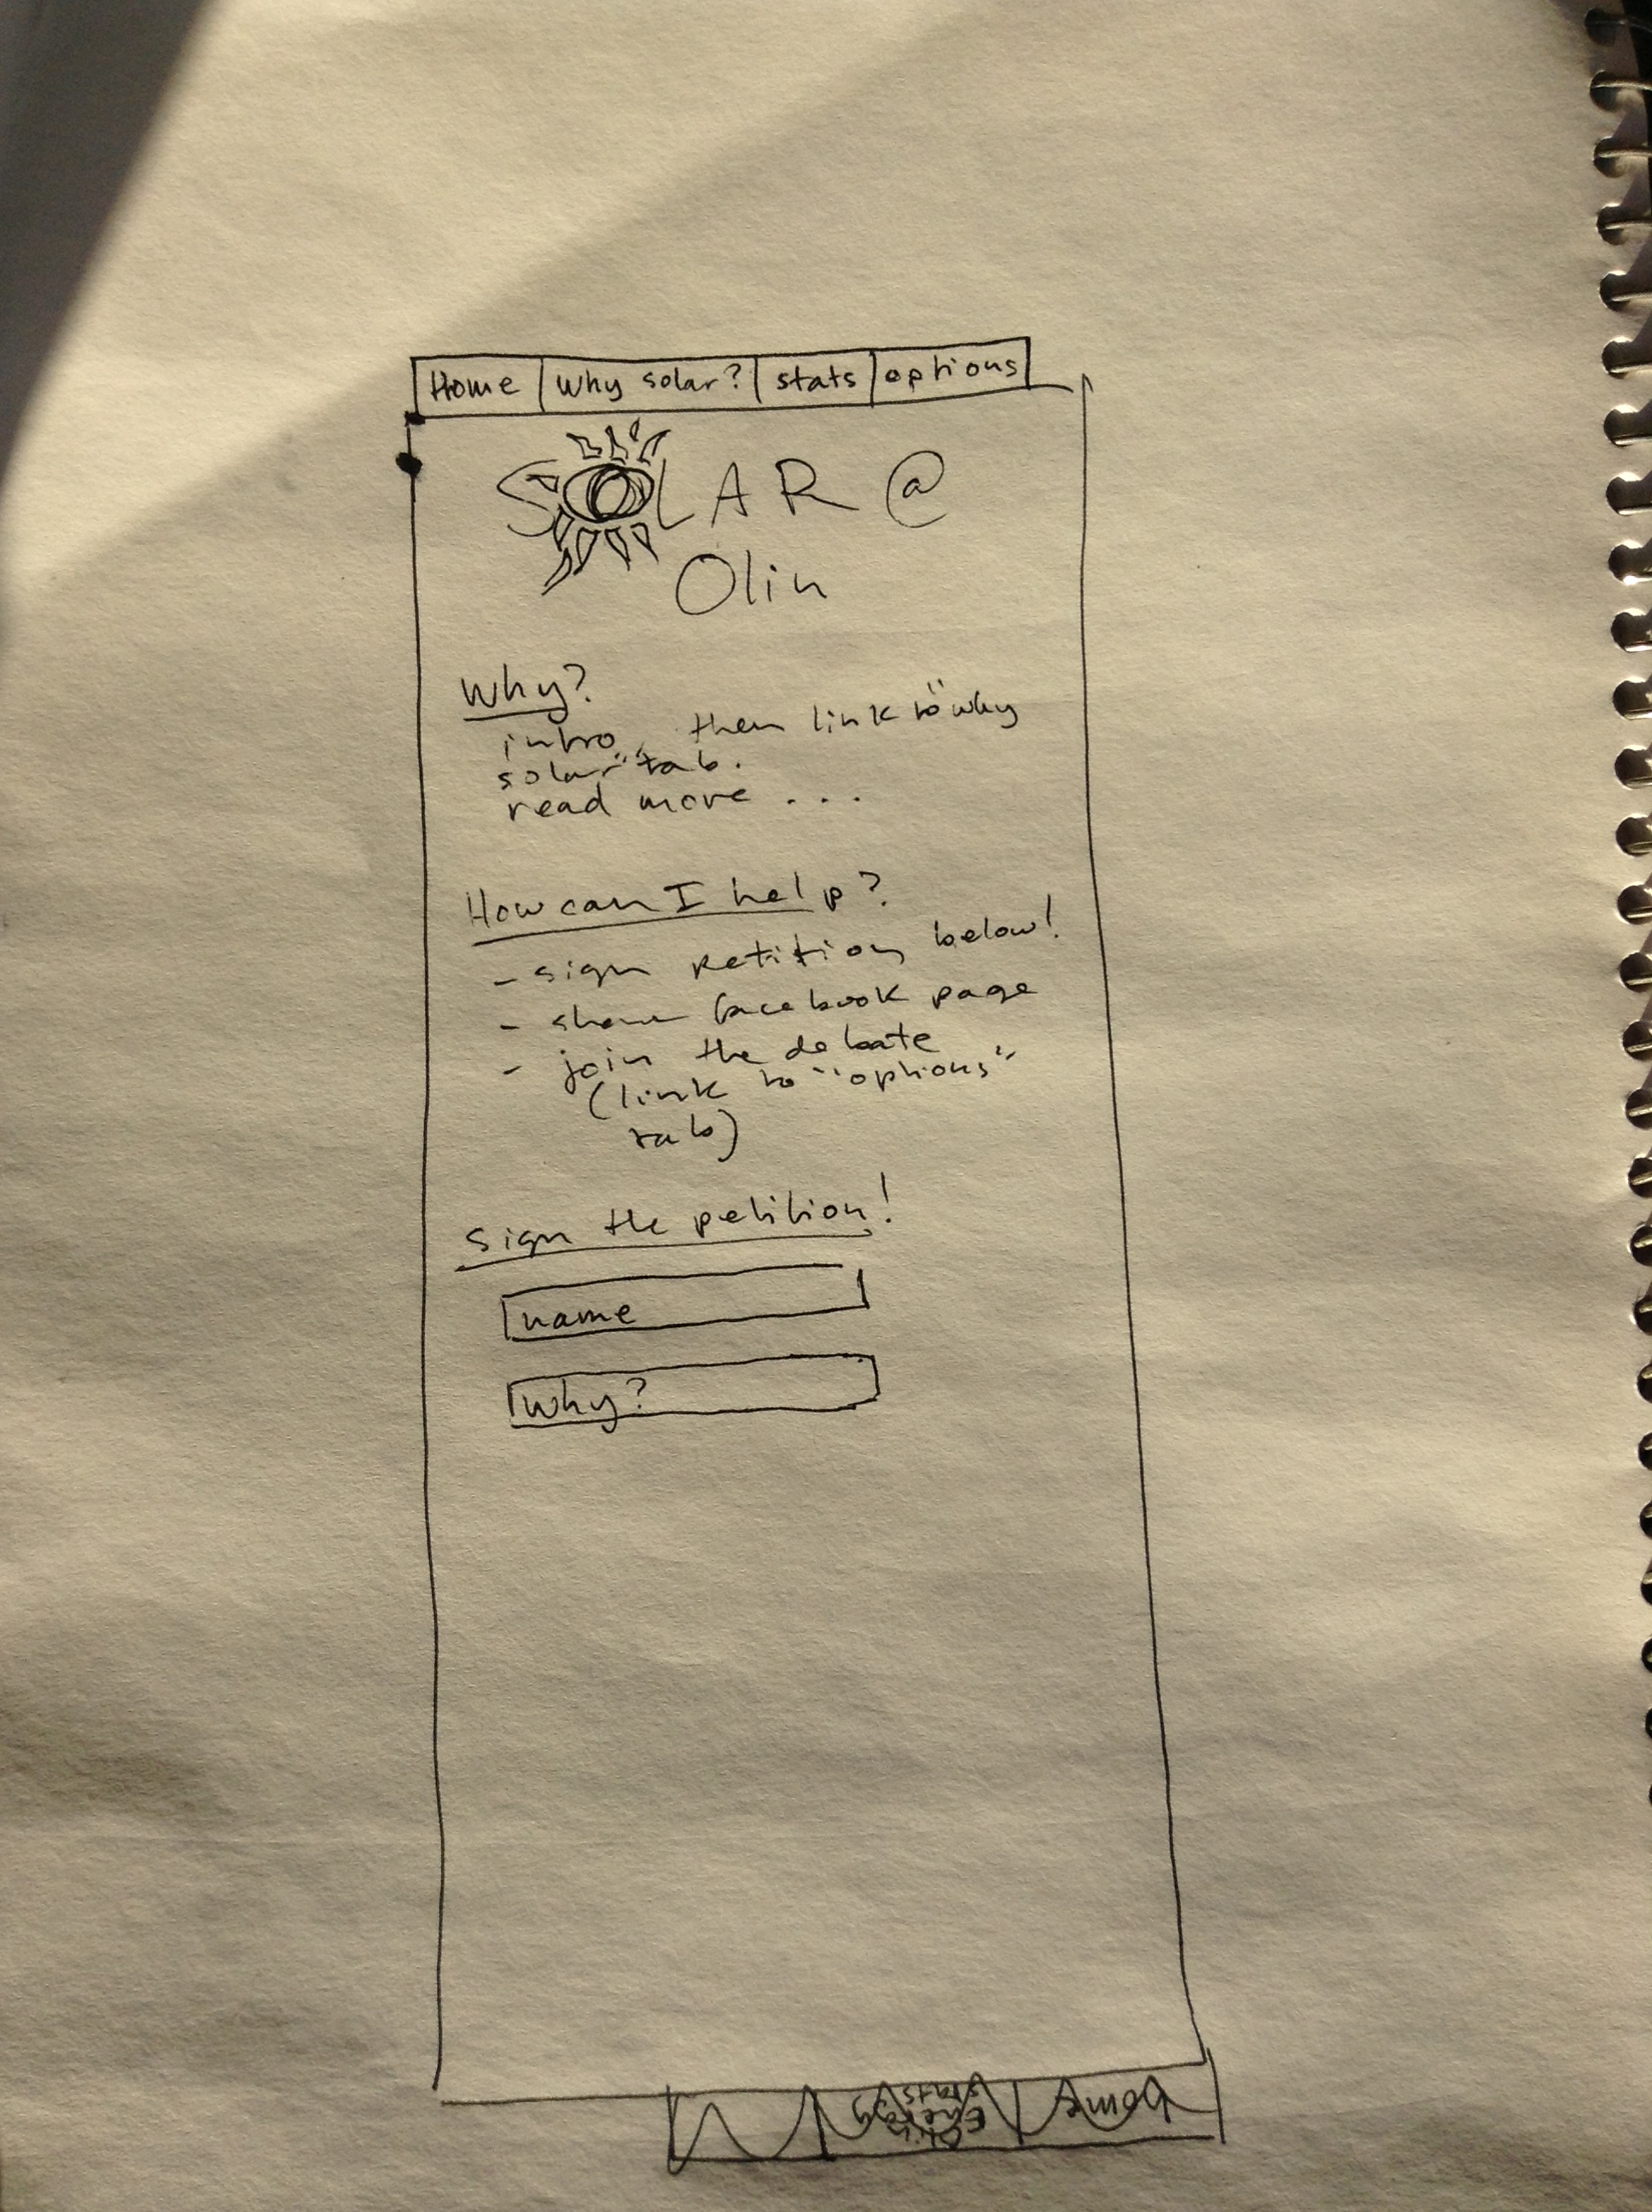 Home Why solar? stats options
SOLAR @
Olin
Why?
intro, then link to "why
solar" tab.
read more ...
How can I help?
- sign petition below!
- share facebook page
- join the debate
(link to "options"
tab)
Sign the petition!
name
Why?
home
Olin
Energy
stats